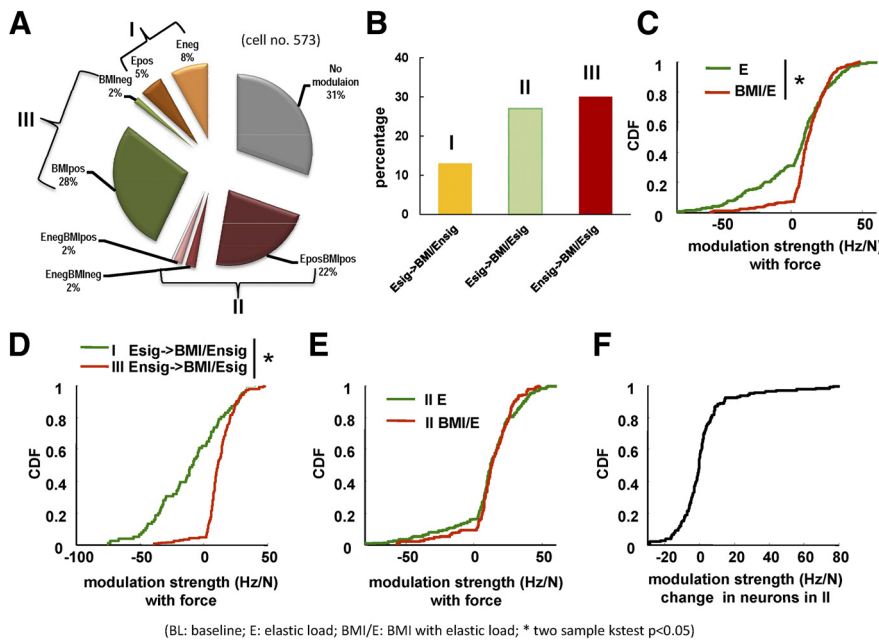 A
I
(cell no. 573)
Eneg
8%
Epos
5%
BMIneg
2%
No
modulaion
31%
III
BMIpos
28%
EnegBMIpos
2%
EnegBMIneg
2%
EposBMIpos
22%
II
B
percentage
40
30
20
10
0
I
II
III
Esig->BMI/Ensig
Esig->BMI/Esig
Ensig->BMI/Esig
C
E
BMI/E
*
CDF
1
0.8
0.6
0.4
0.2
0
-50
0
50
modulation strength (Hz/N)
with force
D
I Esig->BMI/Ensig
III Ensig->BMI/Esig
*
CDF
1
0.8
0.6
0.4
0.2
0
-100
-50
0
50
modulation strength (Hz/N)
with force
E
II E
II BMI/E
CDF
1
0.8
0.6
0.4
0.2
0
-50
0
50
modulation strength (Hz/N)
with force
F
CDF
1
0.8
0.6
0.4
0.2
0
-20
0
20
40
60
80
modulation strength (Hz/N)
change in neurons in II
(BL: baseline; E: elastic load; BMI/E: BMI with elastic load; * two sample kstest p<0.05)